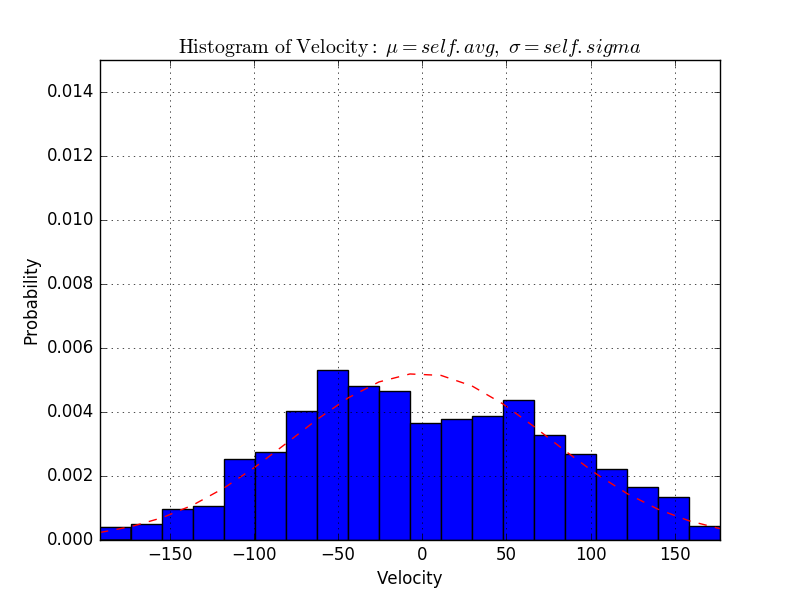 Histogram of Velocity: μ = self.avg, σ = self.sigma
0.014
0.012
0.010
0.008
0.006
0.004
0.002
0.000
Probability
−150 −100 −50 0 50 100 150
Velocity